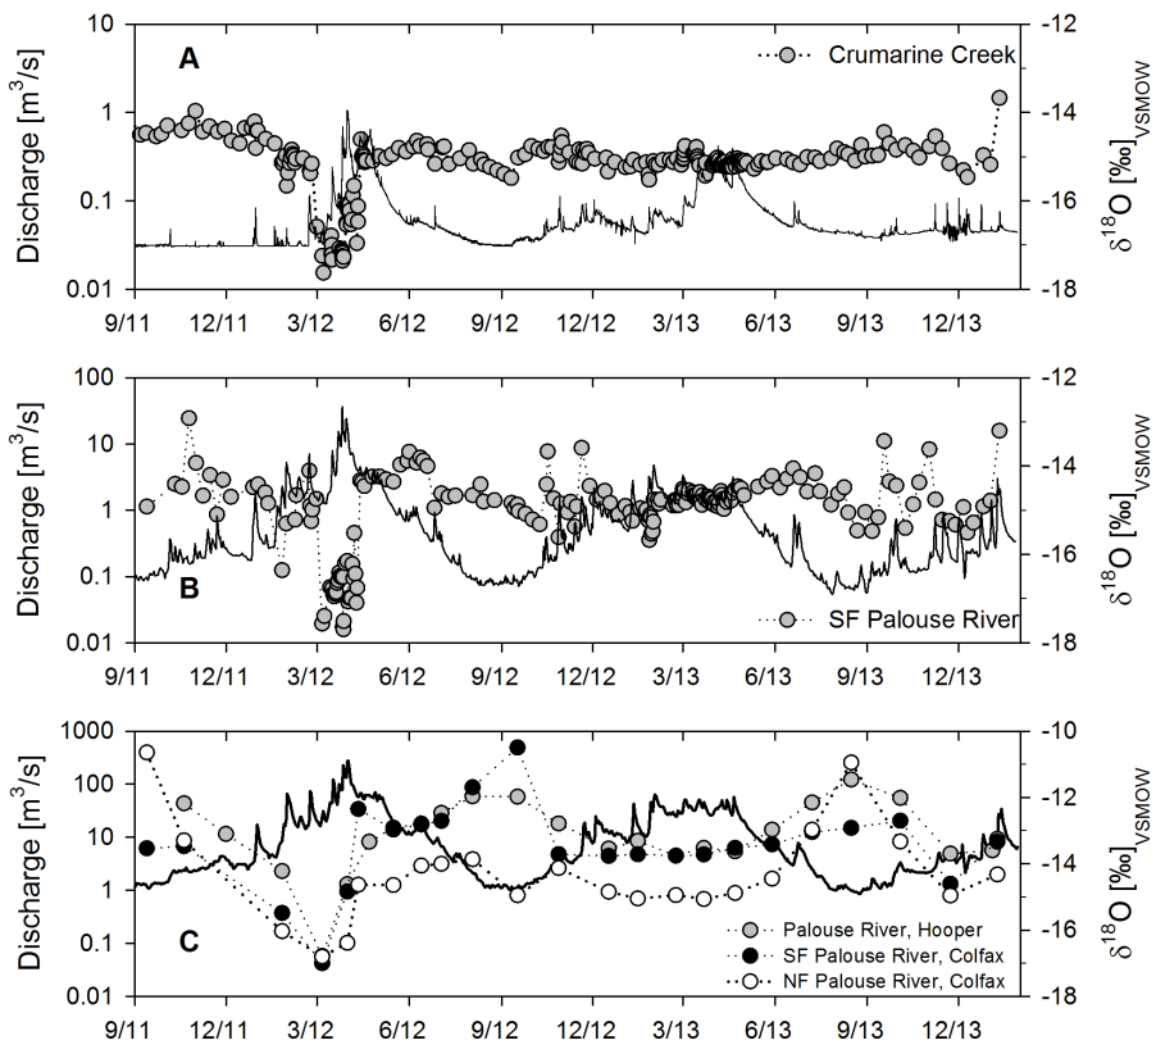 10
1
0.1
0.01
Discharge [m³/s]
A
Crumarine Creek
-12
-14
-16
-18
δ¹⁸O [‰]VSMOW
9/11 12/11 3/12 6/12 9/12 12/12 3/13 6/13 9/13 12/13
100
10
1
0.1
0.01
Discharge [m³/s]
B
SF Palouse River
-12
-14
-16
-18
δ¹⁸O [‰]VSMOW
9/11 12/11 3/12 6/12 9/12 12/12 3/13 6/13 9/13 12/13
1000
100
10
1
0.1
0.01
Discharge [m³/s]
C
Palouse River, Hooper
SF Palouse River, Colfax
NF Palouse River, Colfax
-10
-12
-14
-16
-18
δ¹⁸O [‰]VSMOW
9/11 12/11 3/12 6/12 9/12 12/12 3/13 6/13 9/13 12/13